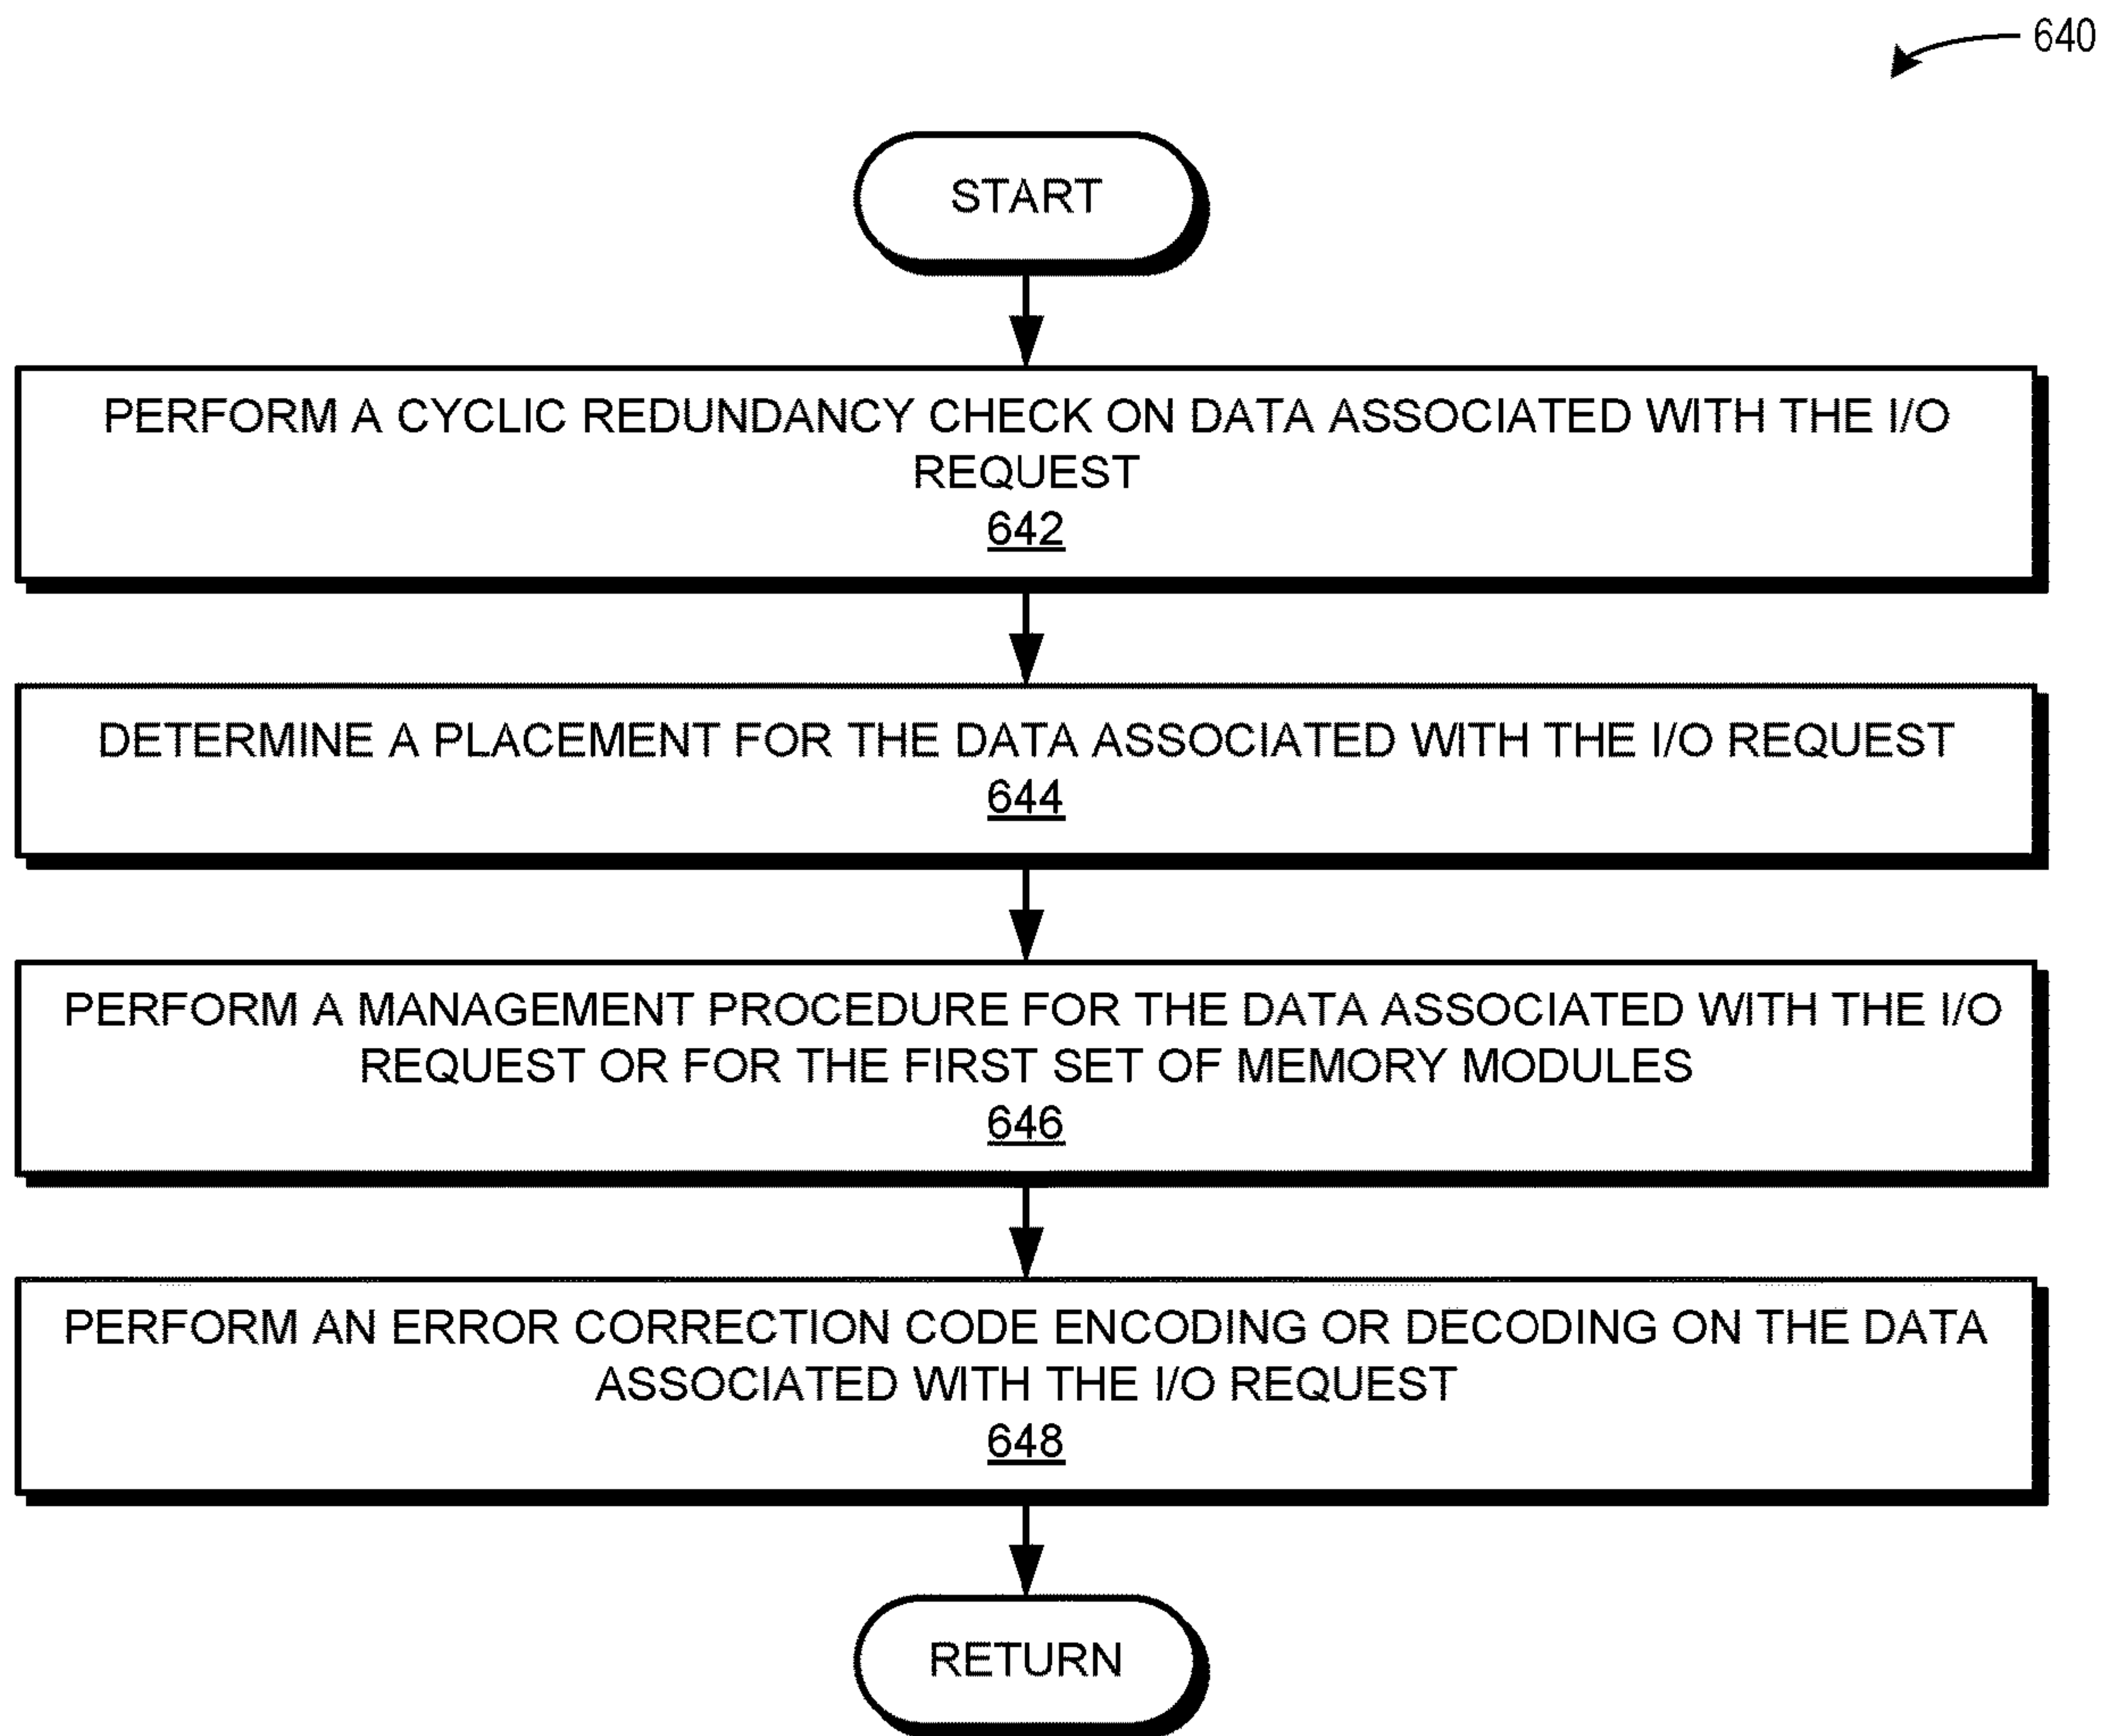 640
START
PERFORM A CYCLIC REDUNDANCY CHECK ON DATA ASSOCIATED WITH THE I/O
REQUEST
642
DETERMINE A PLACEMENT FOR THE DATA ASSOCIATED WITH THE I/O REQUEST
644
PERFORM A MANAGEMENT PROCEDURE FOR THE DATA ASSOCIATED WITH THE I/O
REQUEST OR FOR THE FIRST SET OF MEMORY MODULES
646
PERFORM AN ERROR CORRECTION CODE ENCODING OR DECODING ON THE DATA
ASSOCIATED WITH THE I/O REQUEST
648
RETURN